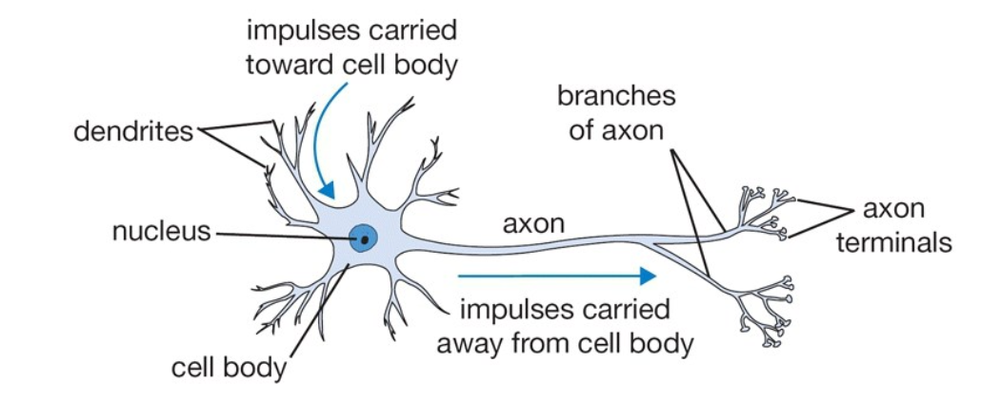 impulses carried
toward cell body
branches
of axon
dendrites
axon
terminals
nucleus
axon
impulses carried
away from cell body
cell body